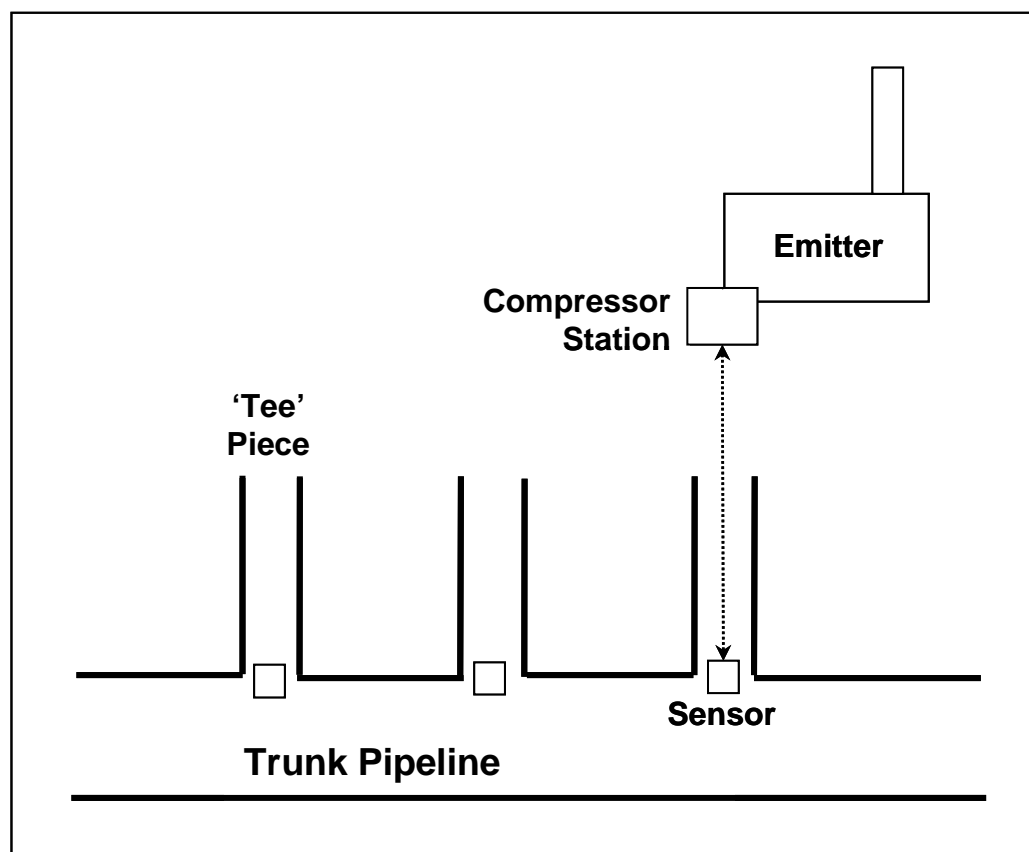 Emitter
Compressor
Station
‘Tee’
Piece
Sensor
Trunk Pipeline